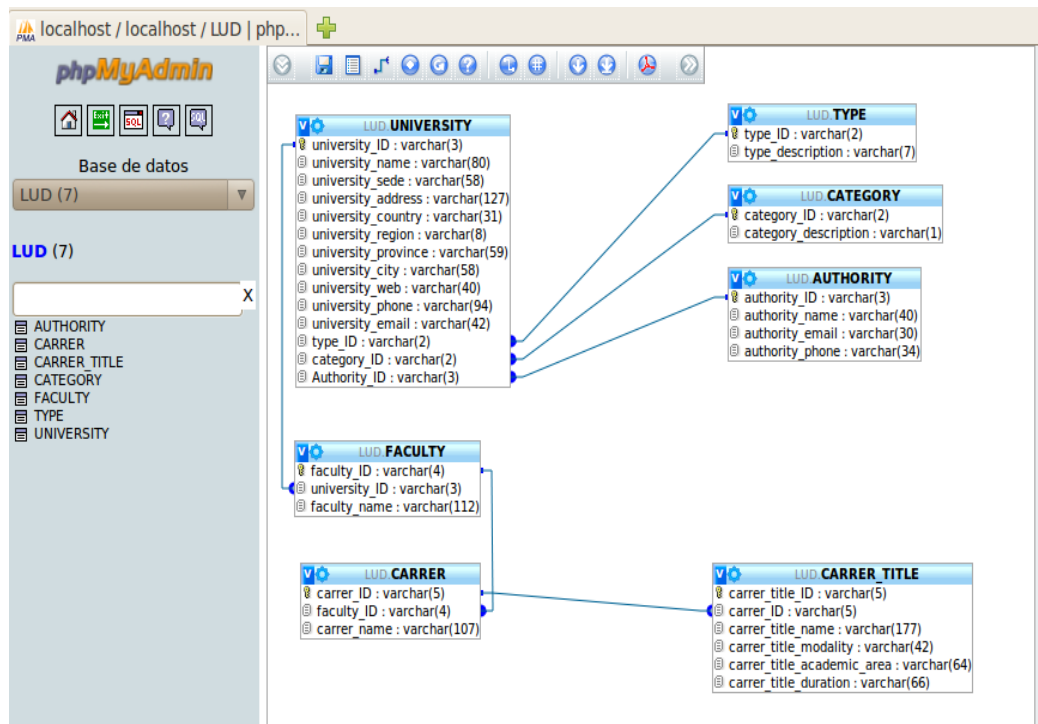 localhost / localhost / LUD | php...
PMA
phpMyAdmin
Exit
SQL
SQL
Base de datos
LUD (7)
LUD (7)
X
AUTHORITY
CARRER
CARRER_TITLE
CATEGORY
FACULTY
TYPE
UNIVERSITY
V LUD.UNIVERSITY
university_ID : varchar(3)
university_name : varchar(80)
university_sede : varchar(58)
university_address : varchar(127)
university_country : varchar(31)
university_region : varchar(8)
university_province : varchar(59)
university_city : varchar(58)
university_web : varchar(40)
university_phone : varchar(94)
university_email : varchar(42)
type_ID : varchar(2)
category_ID : varchar(2)
Authority_ID : varchar(3)
V LUD.TYPE
type_ID : varchar(2)
type_description : varchar(7)
V LUD.CATEGORY
category_ID : varchar(2)
category_description : varchar(1)
V LUD.AUTHORITY
authority_ID : varchar(3)
authority_name : varchar(40)
authority_email : varchar(30)
authority_phone : varchar(34)
V LUD.FACULTY
faculty_ID : varchar(4)
university_ID : varchar(3)
faculty_name : varchar(112)
V LUD.CARRER
carrer_ID : varchar(5)
faculty_ID : varchar(4)
carrer_name : varchar(107)
V LUD.CARRER_TITLE
carrer_title_ID : varchar(5)
carrer_ID : varchar(5)
carrer_title_name : varchar(177)
carrer_title_modality : varchar(42)
carrer_title_academic_area : varchar(64)
carrer_title_duration : varchar(66)